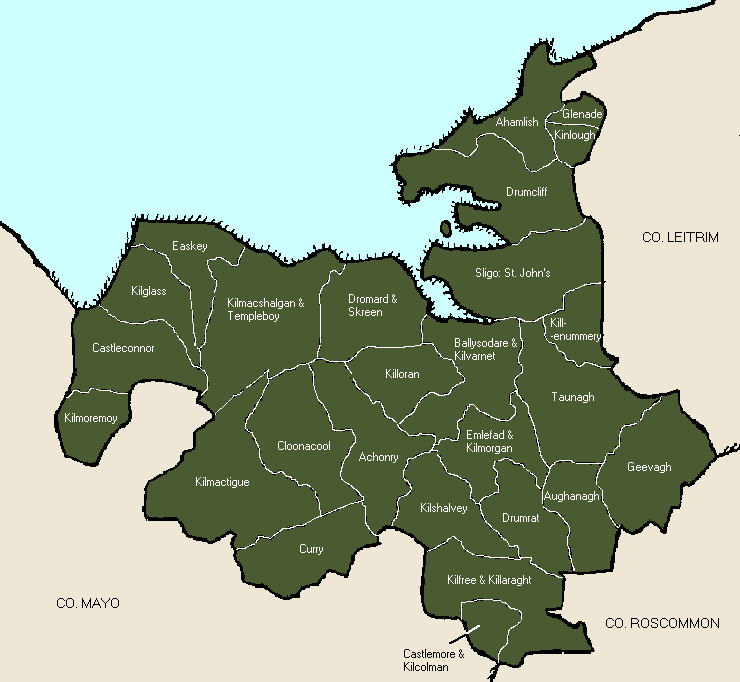 Glenade
Ahamlish
Kinlough
Drumcliff
CO. LEITRIM
Easkey
Sligo: St. John's
Kilglass
Kilmacshalgan &
Templeboy
Dromard &
Skreen
Kill-
-enummery
Castleconnor
Ballysodare &
Kilvarnet
Killoran
Taunagh
Kilmoremoy
Emlefad &
Kilmorgan
Cloonacool
Achonry
Geevagh
Kilmactigue
Aughanagh
Kilshalvey
Drumrat
Curry
Kilfree & Killaraght
CO. MAYO
CO. ROSCOMMON
Castlemore &
Kilcolman